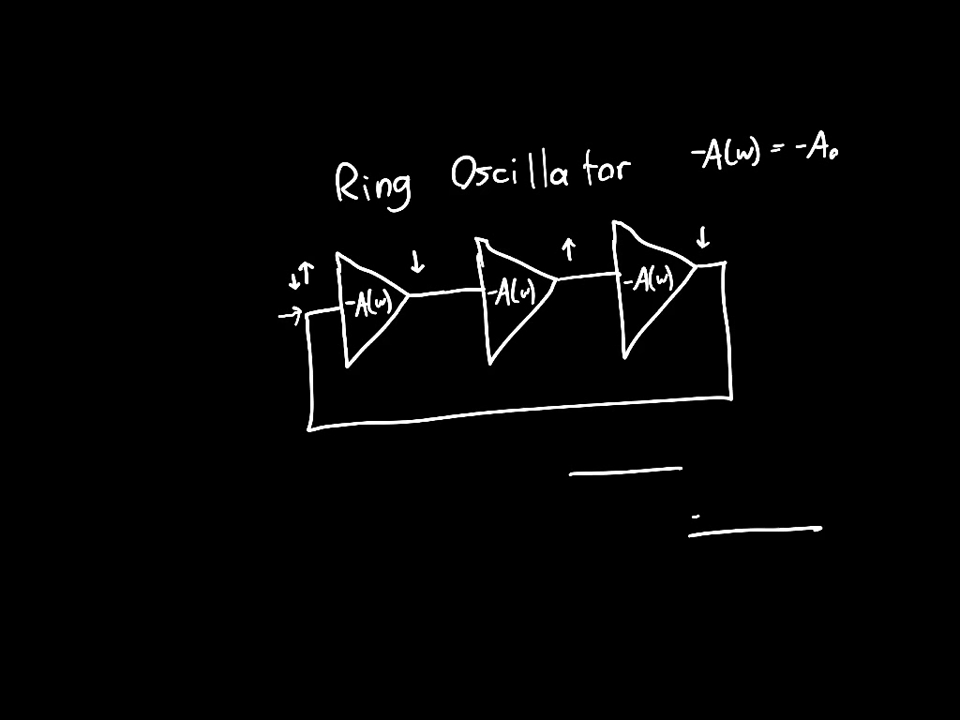 Ring Oscillator -A(w) = -A₀
↓↑ ↓ ↑ ↓
→ -A(w) -A(w) -A(w)